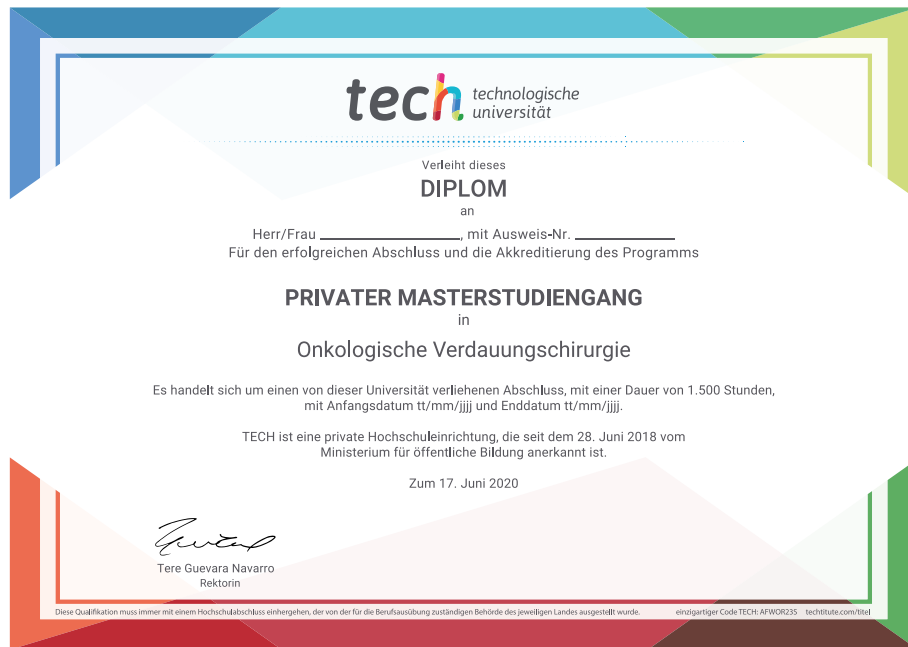 tech technologische
universität
Verleiht dieses
DIPLOM
an
Herr/Frau ____________________, mit Ausweis-Nr. ______________
Für den erfolgreichen Abschluss und die Akkreditierung des Programms
PRIVATER MASTERSTUDIENGANG
in
Onkologische Verdauungschirurgie
Es handelt sich um einen von dieser Universität verliehenen Abschluss, mit einer Dauer von 1.500 Stunden,
mit Anfangsdatum tt/mm/jjjj und Enddatum tt/mm/jjjj.
TECH ist eine private Hochschuleinrichtung, die seit dem 28. Juni 2018 vom
Ministerium für öffentliche Bildung anerkannt ist.
Zum 17. Juni 2020
Tere Guevara Navarro
Rektorin
Diese Qualifikation muss immer mit einem Hochschulabschluss einhergehen, der von der für die Berufsausübung zuständigen Behörde des jeweiligen Landes ausgestellt wurde. einzigartiger Code TECH: AFWOR235 techtitute.com/titel